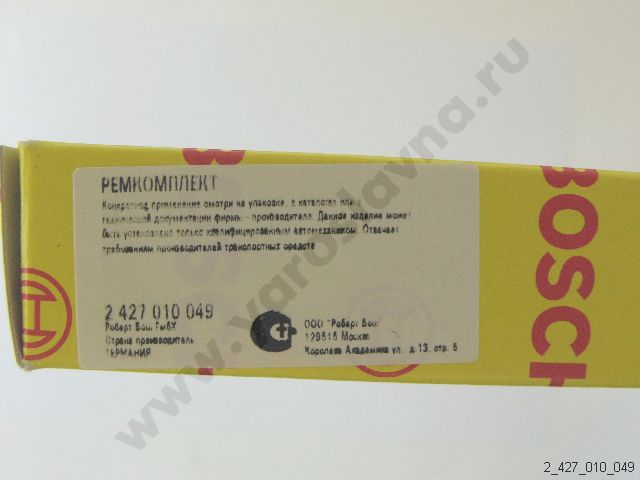 РЕМКОМПЛЕКТ
Конкретное применение смотри на упаковке, в каталогах или в
технической документации фирмы - производителя. Данное изделие может
быть установлено только квалифицированным автомехаником. Отвечает
требованиям производителей транспортных средств
2 427 010 049
Роберт Бош ГмбХ
Страна производитель
ГЕРМАНИЯ
ООО "Роберт Бош"
129515 Москва
Королева Академика ул. д.13, стр. 5
BOSCH
www.yaroslavna.ru
2_427_010_049